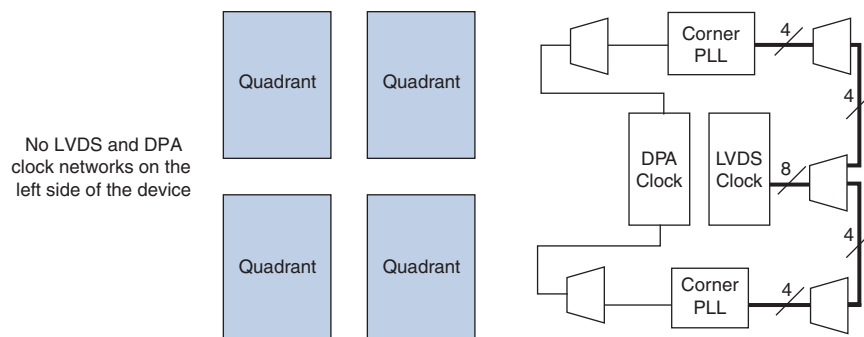 No LVDS and DPA
clock networks on the
left side of the device
Quadrant
Quadrant
Quadrant
Quadrant
Corner
PLL
4
4
DPA
Clock
LVDS
Clock
8
4
Corner
PLL
4